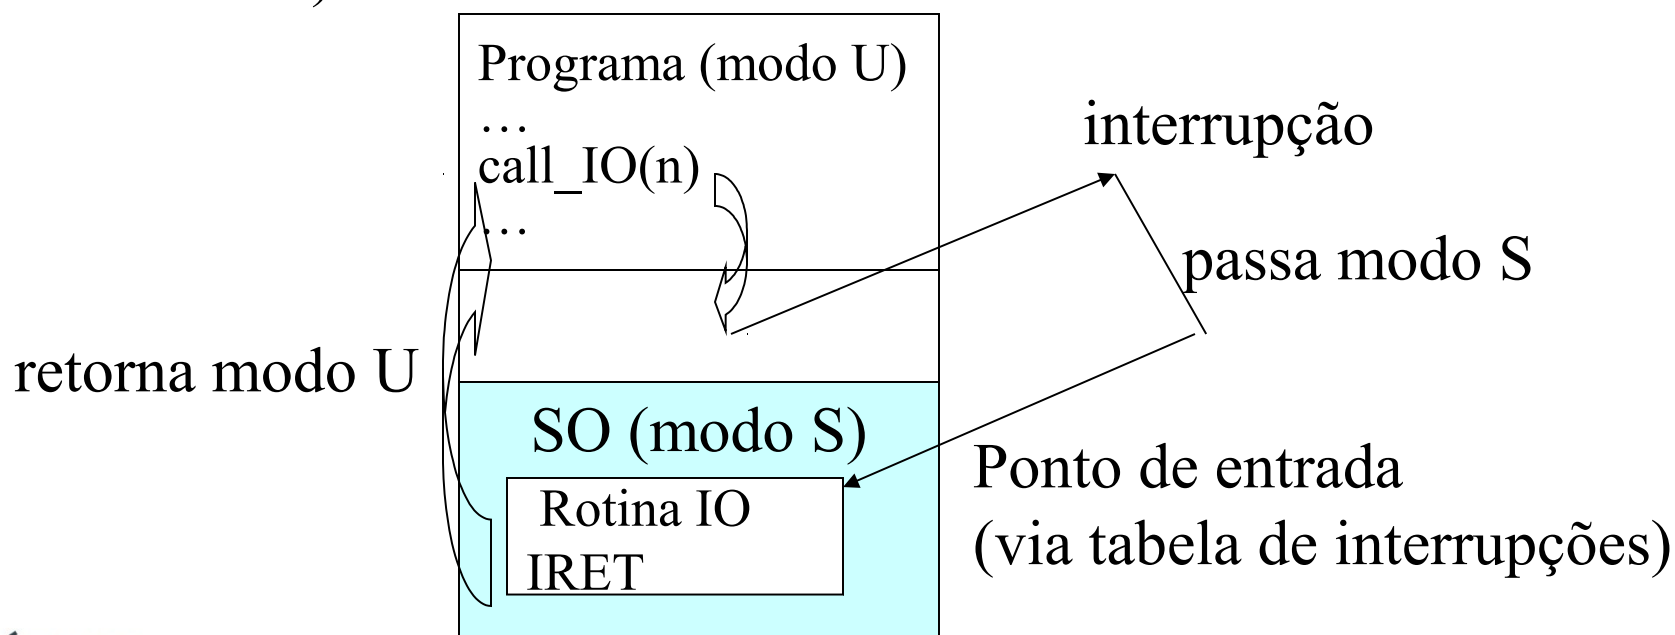 Programa (modo U)
…
call_IO(n)
…
interrupção
passa modo S
retorna modo U
SO (modo S)
Rotina IO
IRET
Ponto de entrada
(via tabela de interrupções)